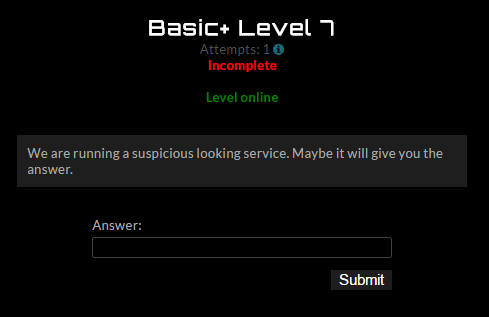 Basic+ Level 7
Attempts: 1
Incomplete
Level online
We are running a suspicious looking service. Maybe it will give you the
answer.
Answer:
Submit